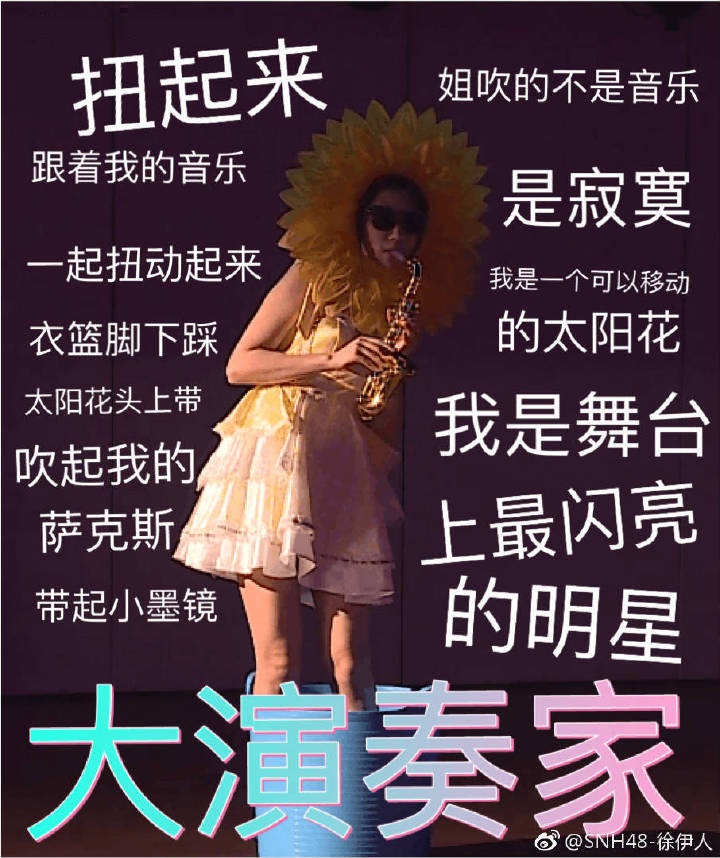 扭起来
跟着我的音乐
一起扭动起来
衣篮脚下踩
太阳花头上带
吹起我的
萨克斯
带起小墨镜
姐吹的不是音乐
是寂寞
我是一个可以移动
的太阳花
我是舞台
上最闪亮
的明星
大演奏家
@SNH48-徐伊人